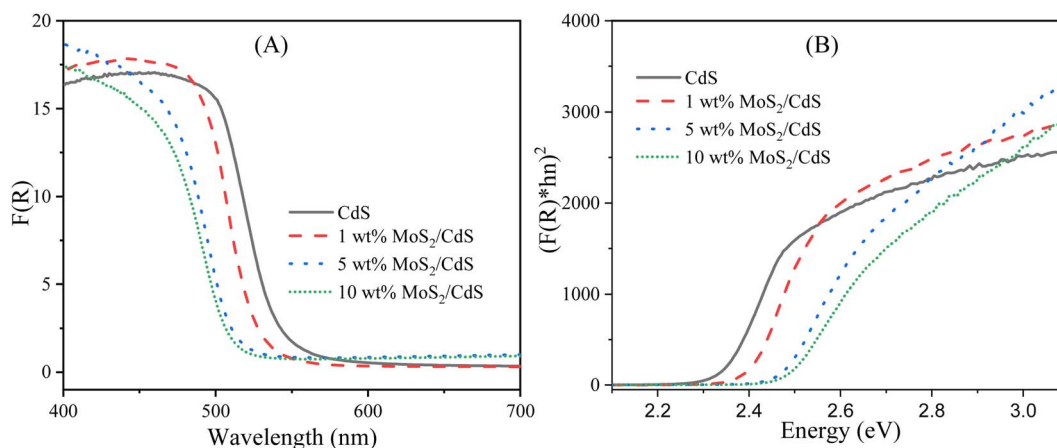 (A)
F(R)
20
15
10
5
0
CdS
1 wt% MoS₂/CdS
5 wt% MoS₂/CdS
10 wt% MoS₂/CdS
400
500
600
700
Wavelength (nm)
(B)
(F(R)*hn)²
4000
3000
2000
1000
0
CdS
1 wt% MoS₂/CdS
5 wt% MoS₂/CdS
10 wt% MoS₂/CdS
2.2
2.4
2.6
2.8
3.0
Energy (eV)